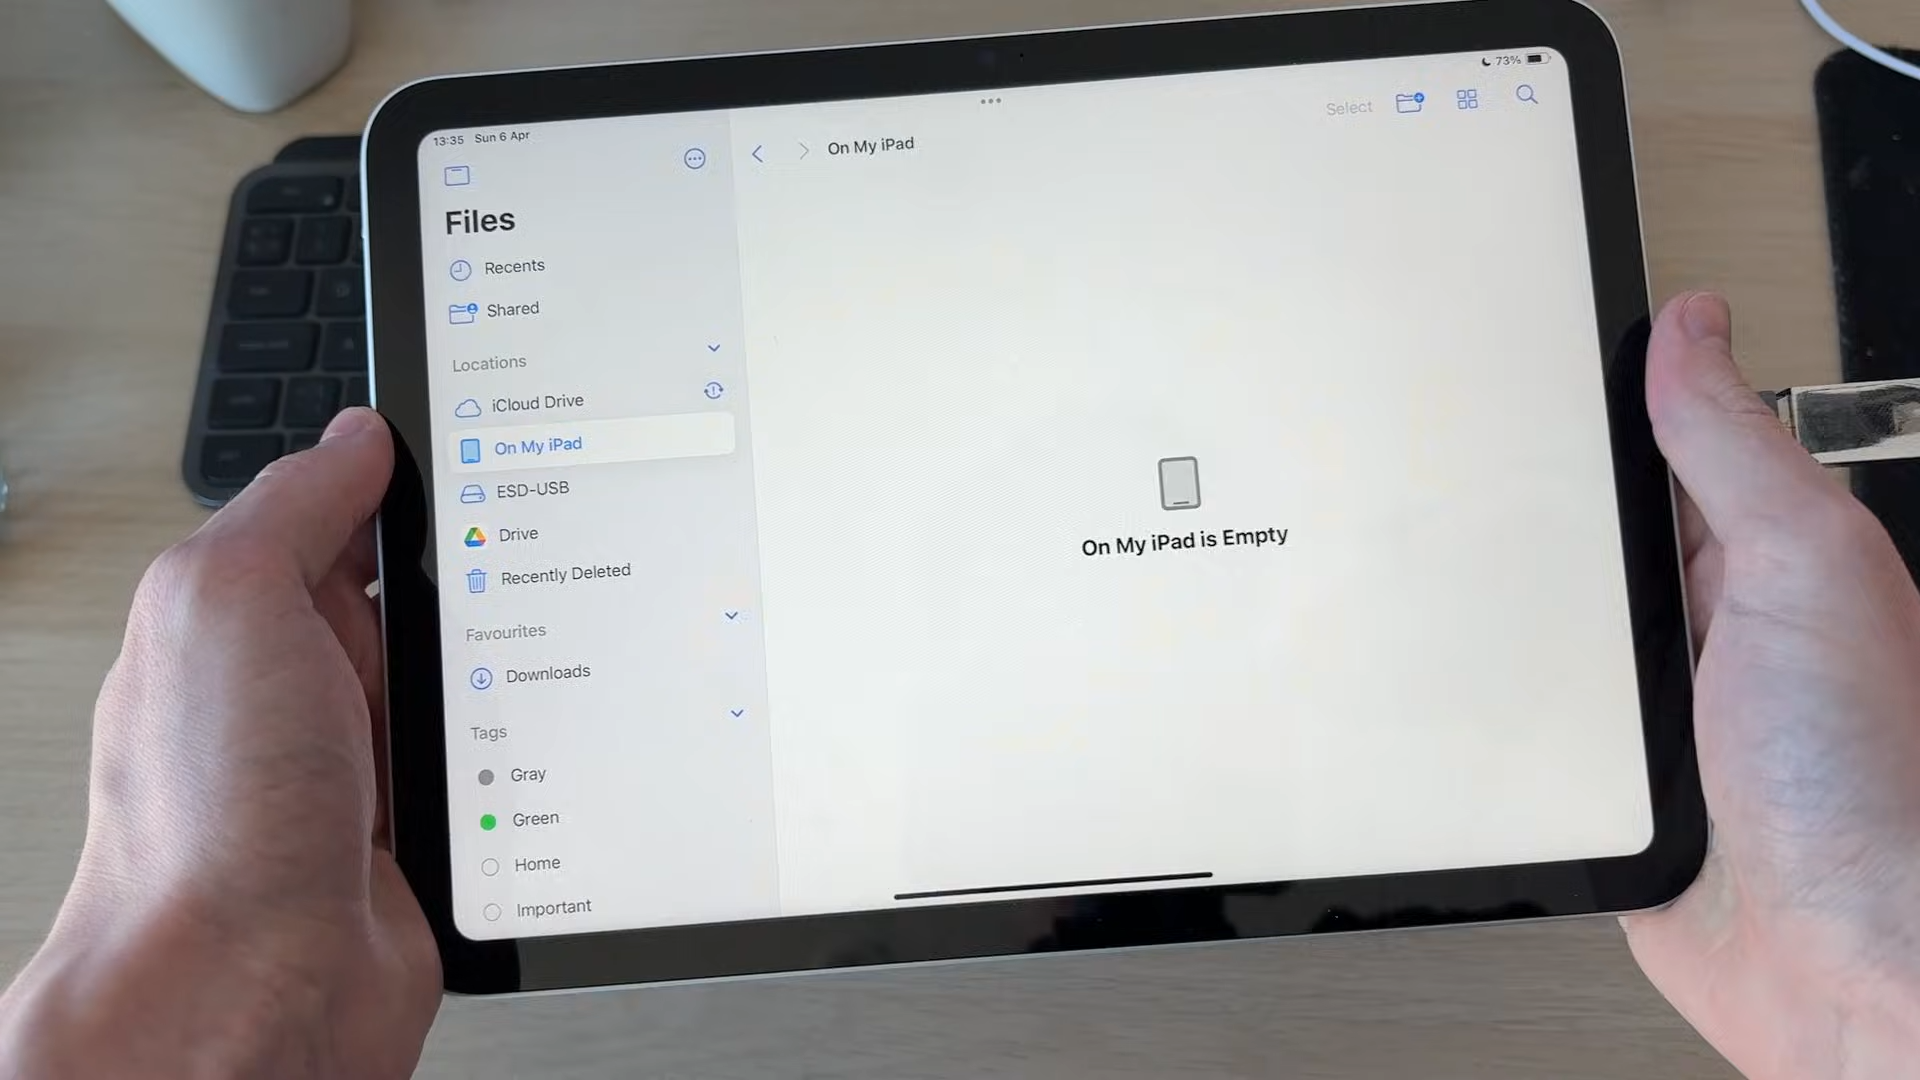 13:35 Sun 6 Apr
73%
Files
Recents
Shared
Locations
iCloud Drive
On My iPad
ESD-USB
Drive
Recently Deleted
Favourites
Downloads
Tags
Gray
Green
Home
Important
On My iPad
Select
On My iPad is Empty